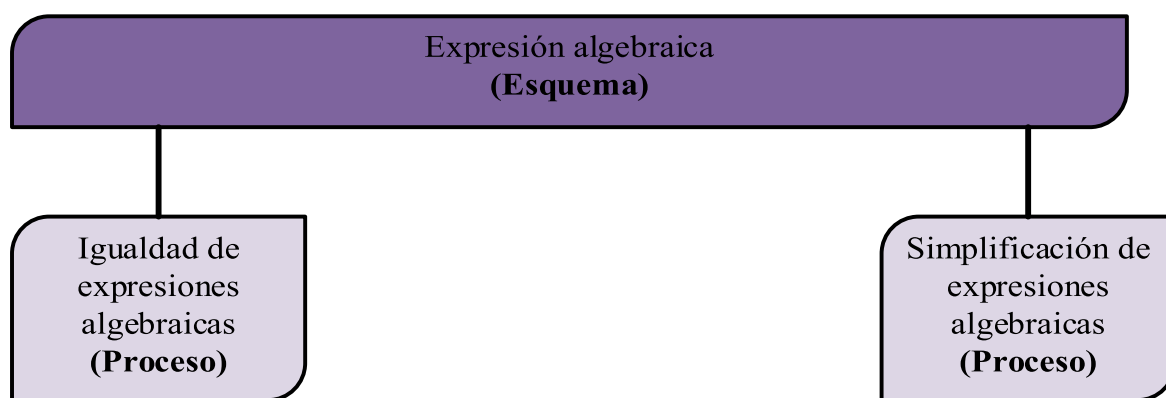 Expresión algebraica
(Esquema)
Igualdad de
expresiones
algebraicas
(Proceso)
Simplificación de
expresiones
algebraicas
(Proceso)